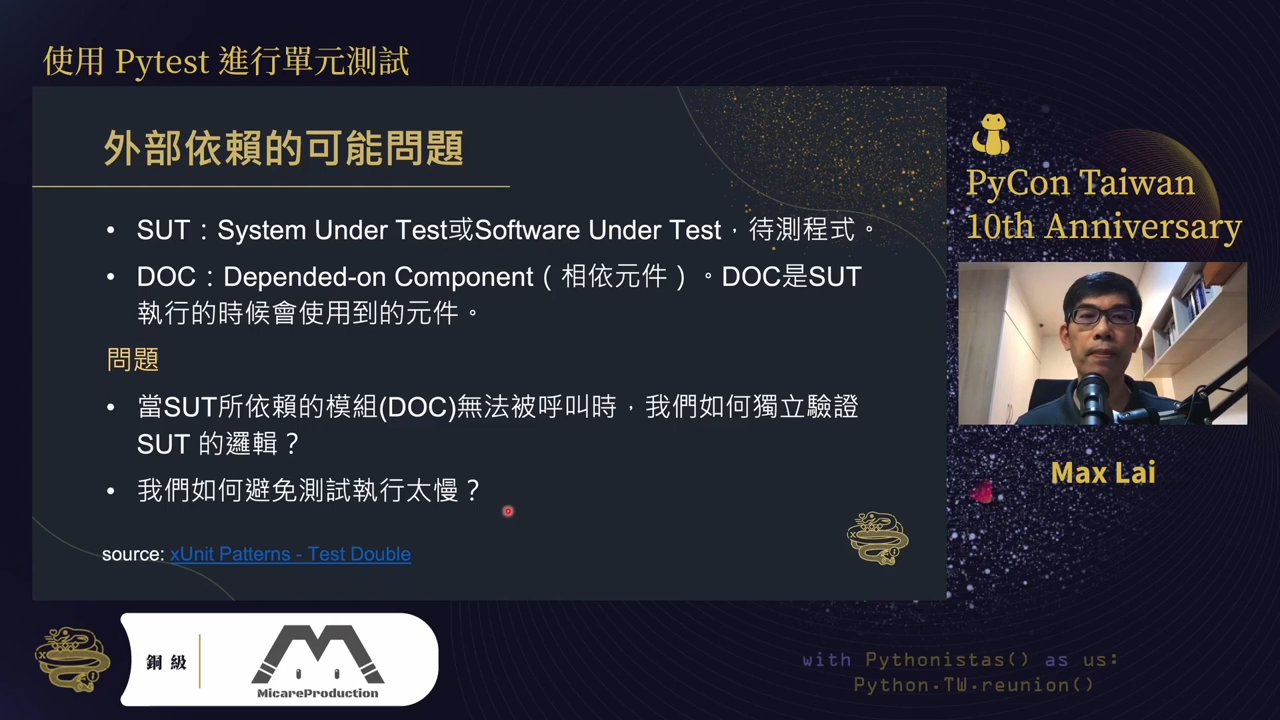 使用 Pytest 進行單元測試
外部依賴的可能問題
• SUT：System Under Test或Software Under Test，待測程式。
• DOC：Depended-on Component（相依元件）。DOC是SUT
執行的時候會使用到的元件。
問題
• 當SUT所依賴的模組(DOC)無法被呼叫時，我們如何獨立驗證
SUT 的邏輯？
• 我們如何避免測試執行太慢？
source: xUnit Patterns - Test Double
PyCon Taiwan
10th Anniversary
Max Lai
銅級
MicareProduction
with Pythonistas() as us:
Python.TW.reunion()